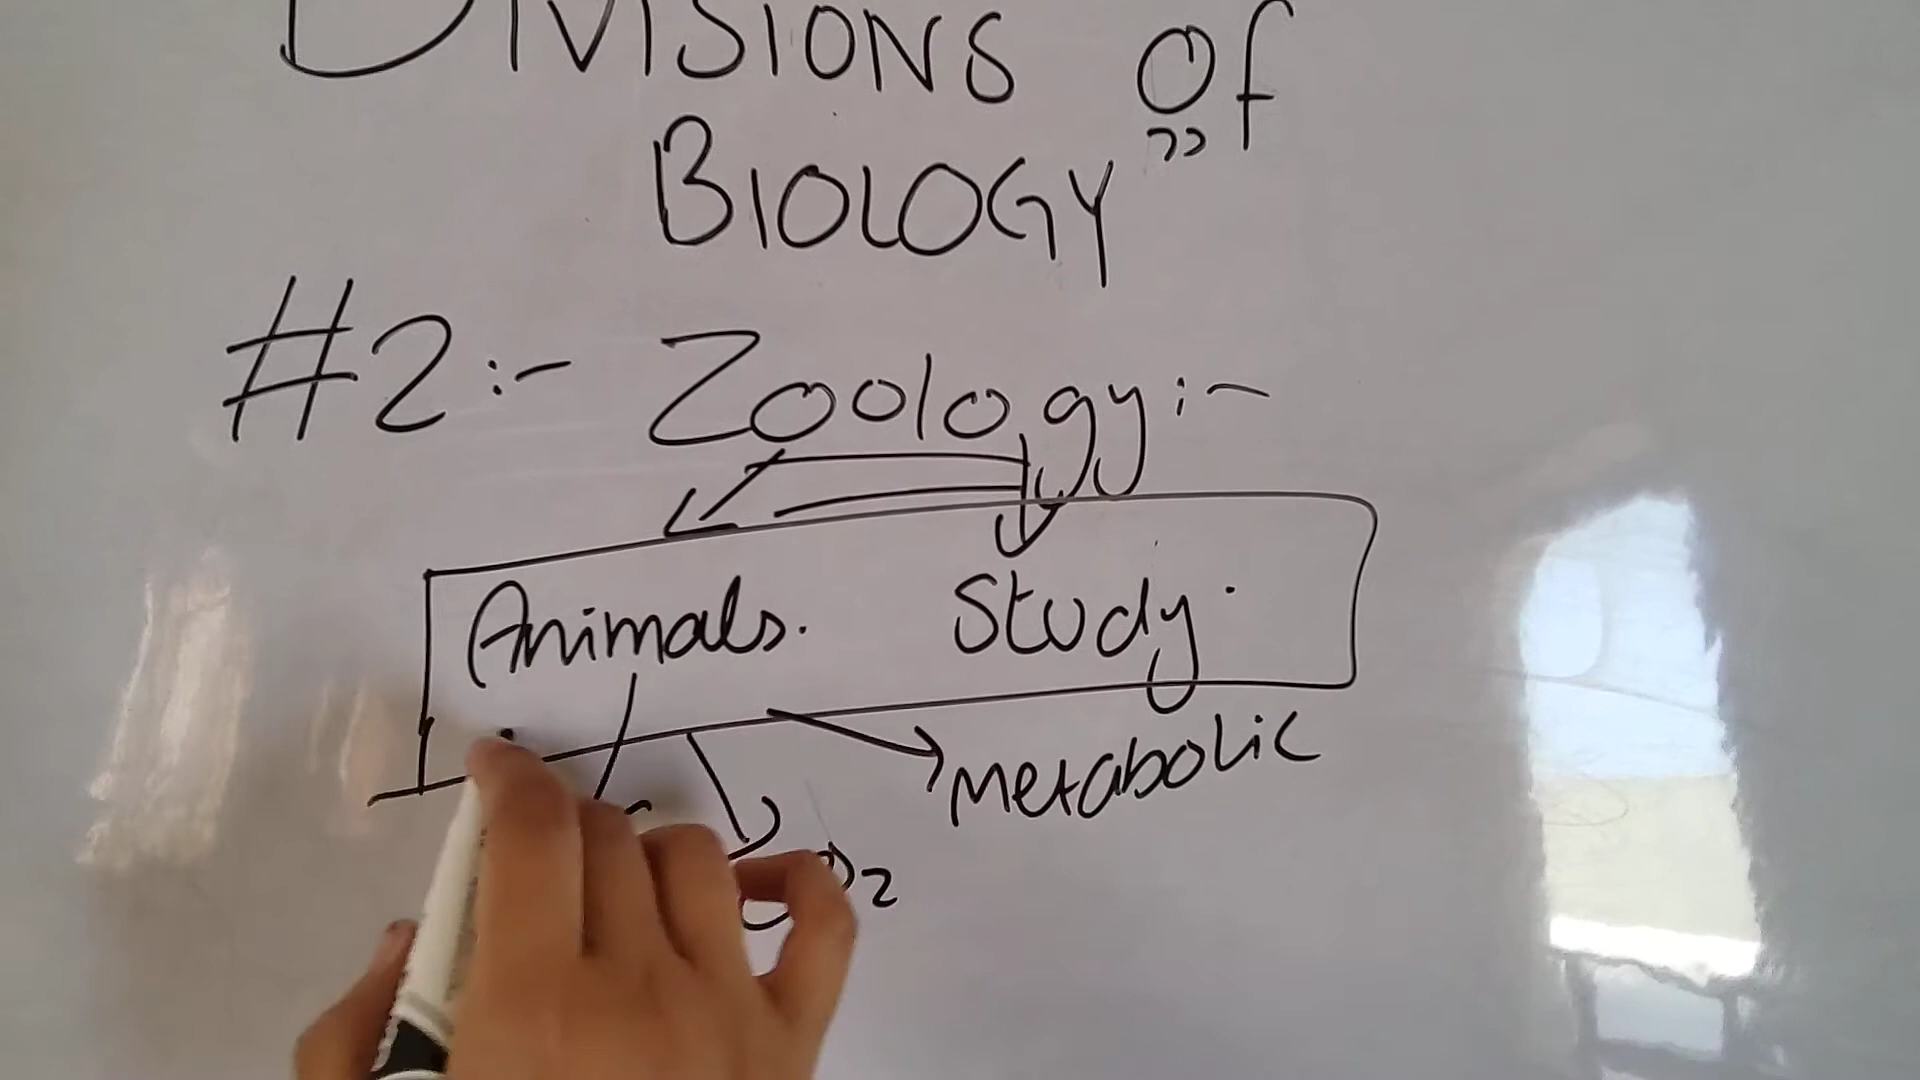 DIVISIONS Of
BIOLOGY ”
#2:- Zoology:-
Animals. Study.
Metabolic